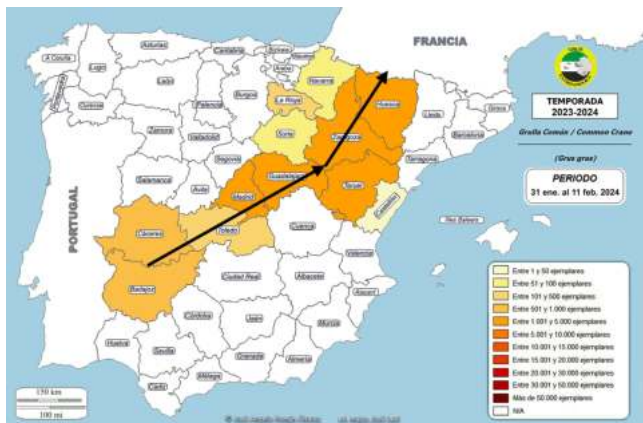 FRANCIA
PORTUGAL
TEMPORADA
2023-2024
Grulla Común / Common Crane
(Grus grus)
PERIODO
31 ene. al 11 feb. 2024
A Coruña
Lugo
Asturias
Cantabria
Navarra
Ourense
León
Palencia
Burgos
La Rioja
Huesca
Lleida
Girona
Zamora
Valladolid
Soria
Zaragoza
Barcelona
Tarragona
Segovia
Salamanca
Ávila
Guadalajara
Madrid
Teruel
Castellón
Cáceres
Toledo
Cuenca
Valencia
Badajoz
Ciudad Real
Albacete
Córdoba
Jaén
Murcia
Huelva
Sevilla
Granada
Almería
Málaga
Cádiz
Entre 1 y 50 ejemplares
Entre 51 y 100 ejemplares
Entre 101 y 500 ejemplares
Entre 501 y 1.000 ejemplares
Entre 1.001 y 5.000 ejemplares
Entre 5.001 y 10.000 ejemplares
Entre 10.001 y 15.000 ejemplares
Entre 15.001 y 20.000 ejemplares
Entre 20.001 y 30.000 ejemplares
Entre 30.001 y 50.000 ejemplares
Más de 50.000 ejemplares
N/A
150 km
100 mi